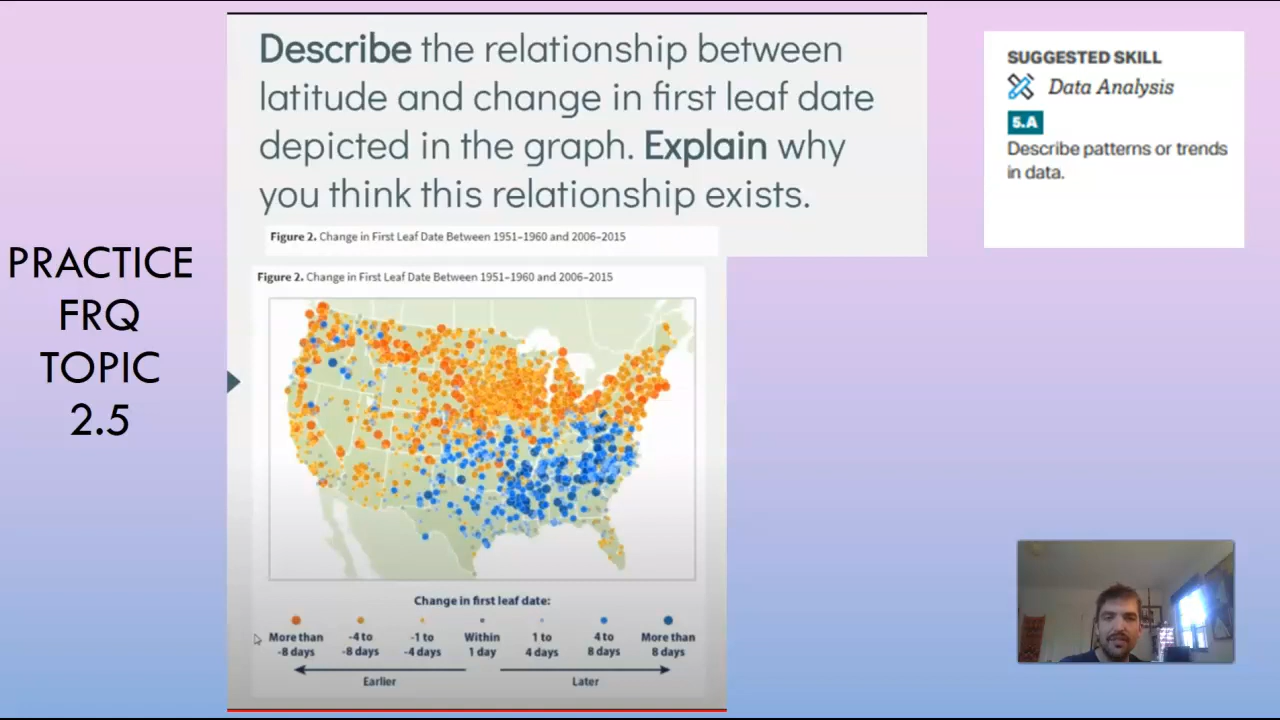 PRACTICE
FRQ
TOPIC
2.5
Describe the relationship between
latitude and change in first leaf date
depicted in the graph. Explain why
you think this relationship exists.
Figure 2. Change in First Leaf Date Between 1951–1960 and 2006–2015
Figure 2. Change in First Leaf Date Between 1951–1960 and 2006–2015
Change in first leaf date:
More than
-8 days
-4 to
-8 days
-1 to
-4 days
Within
1 day
1 to
4 days
4 to
8 days
More than
8 days
Earlier
Later
SUGGESTED SKILL
Data Analysis
5.A
Describe patterns or trends
in data.